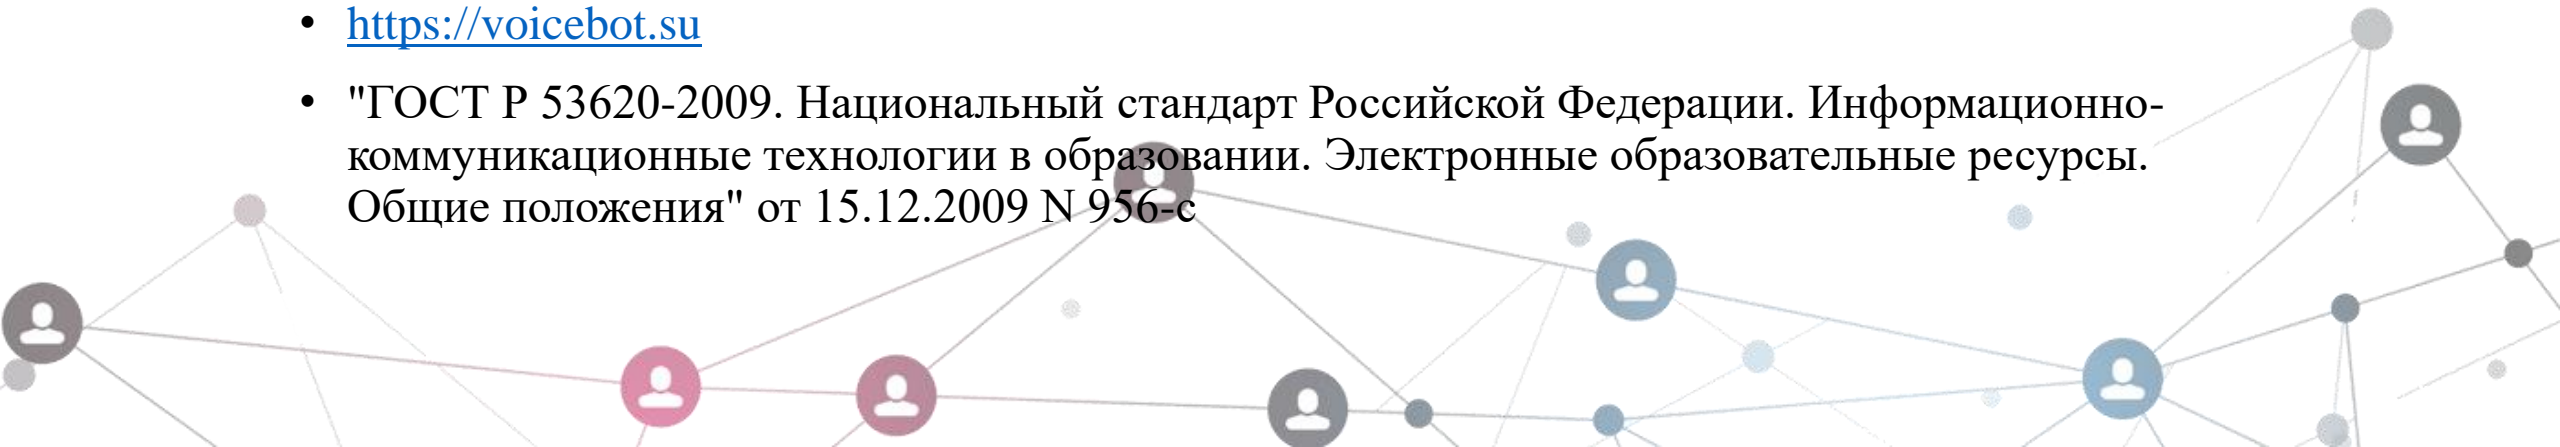 • https://voicebot.su
• "ГОСТ Р 53620-2009. Национальный стандарт Российской Федерации. Информационно-
коммуникационные технологии в образовании. Электронные образовательные ресурсы.
Общие положения" от 15.12.2009 N 956-с